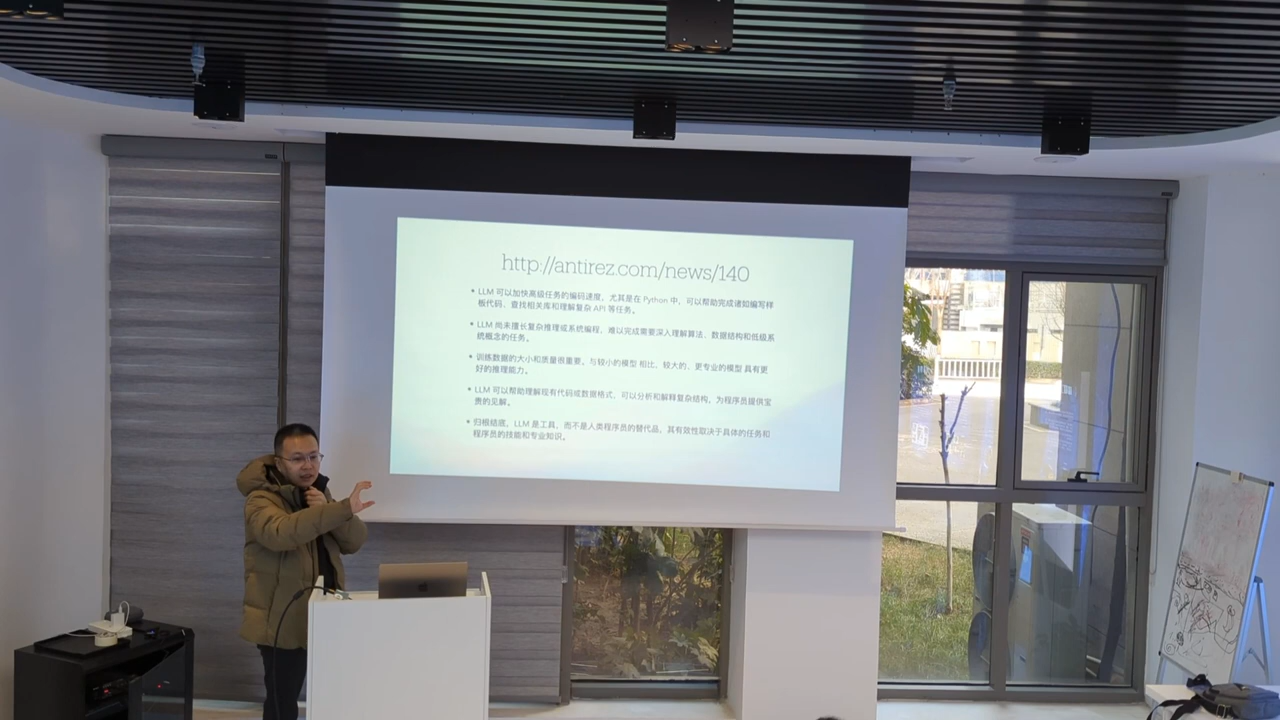 http://antirez.com/news/140
• LLM 可以加快高级任务的编码速度，尤其是在 Python 中，可以帮助完成诸如编写样
板代码、查找相关库和理解复杂 API 等任务。
• LLM 尚未擅长复杂推理或系统编程，难以完成需要深入理解算法、数据结构和低级系
统概念的任务。
• 训练数据的大小和质量很重要。与较小的模型 相比，较大的、更专业的模型 具有更
好的推理能力。
• LLM 可以帮助理解现有代码或数据格式，可以分析和解释复杂结构，为程序员提供宝
贵的见解。
• 归根结底，LLM 是工具，而不是人类程序员的替代品，其有效性取决于具体的任务和
程序员的技能和专业知识。